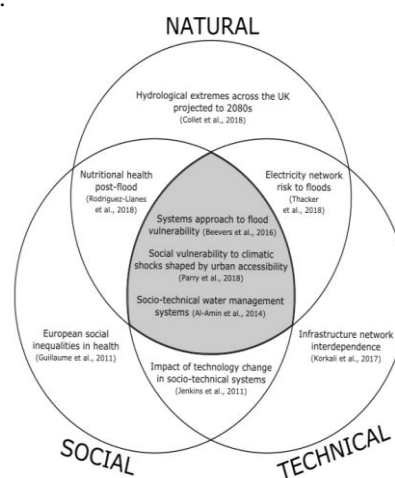 .
NATURAL
Hydrological extremes across the UK
projected to 2080s
(Collet et al., 2018)
Nutritional health
post-flood
(Rodriguez-Llanes
et al., 2018)
Electricity network
risk to floods
(Thacker
et al., 2018)
Systems approach to flood
vulnerability (Beevers et al., 2016)
Social vulnerability to climatic
shocks shaped by urban accessibility
(Parry et al., 2018)
Socio-technical water management
systems (Al-Amin et al., 2014)
European social
inequalities in health
(Guillaume et al., 2011)
Infrastructure network
interdependence
(Korkali et al., 2017)
Impact of technology change
in socio-technical systems
(Jenkins et al., 2011)
SOCIAL
TECHNICAL